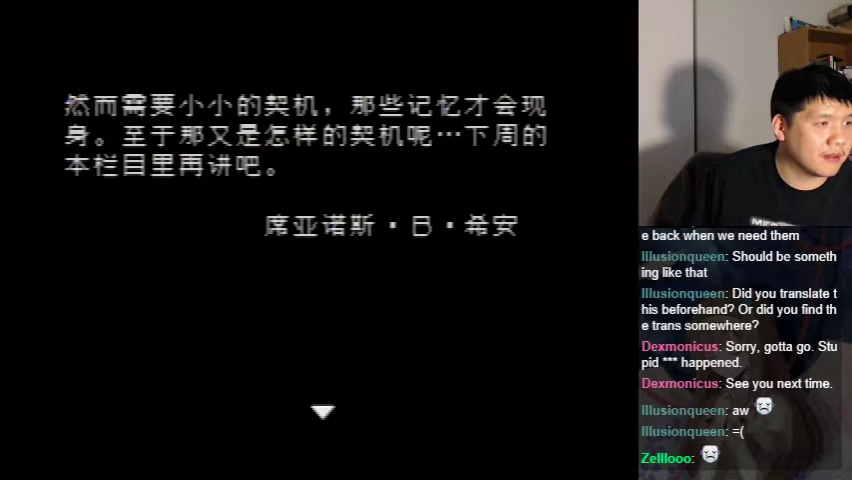 然而需要小小的契机，那些记忆才会现
身。至于那又是怎样的契机呢…下周的
本栏目里再讲吧。
席亚诺斯·B·希安
e back when we need them
Illusionqueen: Should be someth
ing like that
Illusionqueen: Did you translate t
his beforehand? Or did you find th
e trans somewhere?
Dexmonicus: Sorry, gotta go. Stu
pid *** happened.
Dexmonicus: See you next time.
Illusionqueen: aw
Illusionqueen: =(
Zelllooo: